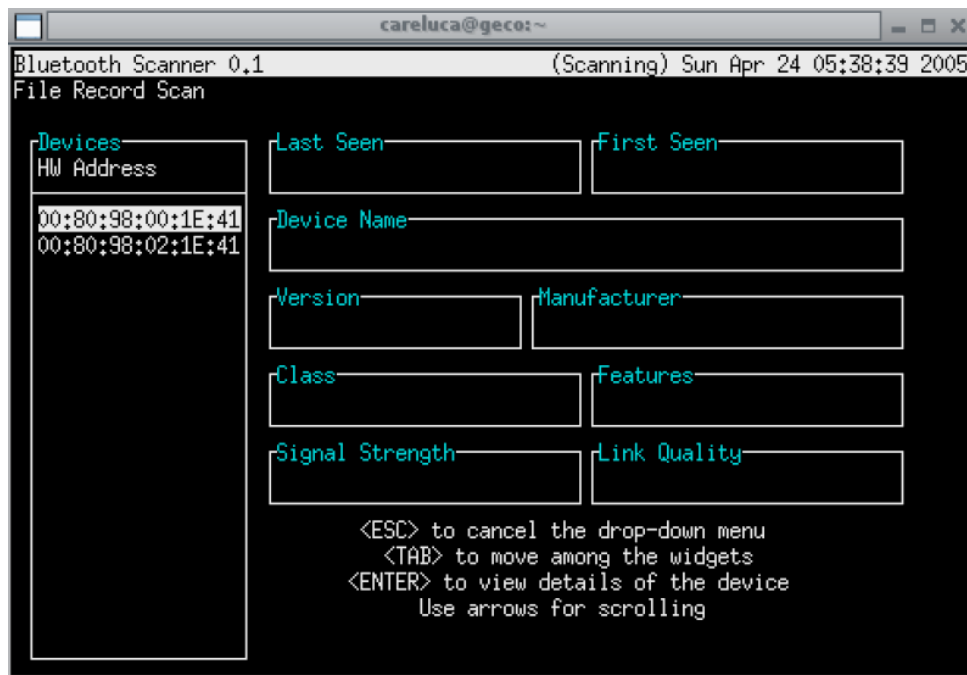 careluca@geco:~
Bluetooth Scanner 0.1 (Scanning) Sun Apr 24 05:38:39 2005
File Record Scan
Devices
HW Address
00:80:98:00:1E:41
00:80:98:02:1E:41
Last Seen
First Seen
Device Name
Version
Manufacturer
Class
Features
Signal Strength
Link Quality
<ESC> to cancel the drop-down menu
<TAB> to move among the widgets
<ENTER> to view details of the device
Use arrows for scrolling